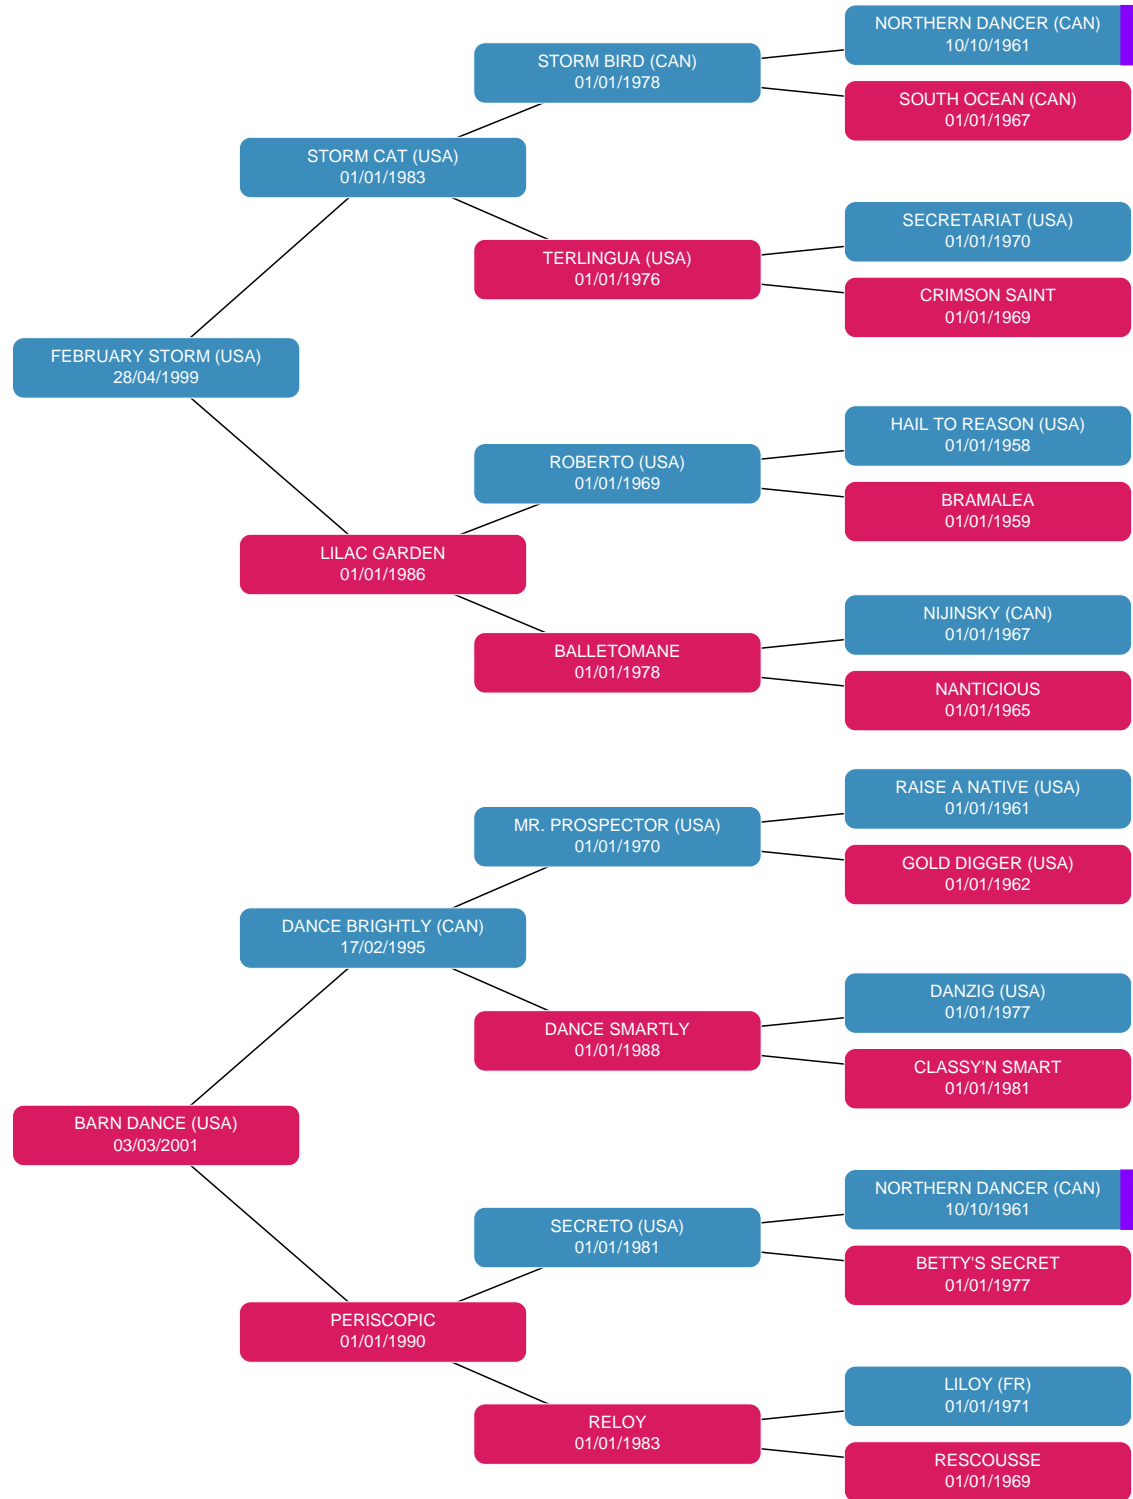 NORTHERN DANCER (CAN)
10/10/1961
STORM BIRD (CAN)
01/01/1978
SOUTH OCEAN (CAN)
01/01/1967
STORM CAT (USA)
01/01/1983
SECRETARIAT (USA)
01/01/1970
TERLINGUA (USA)
01/01/1976
CRIMSON SAINT
01/01/1969
FEBRUARY STORM (USA)
28/04/1999
HAIL TO REASON (USA)
01/01/1958
ROBERTO (USA)
01/01/1969
BRAMALEA
01/01/1959
LILAC GARDEN
01/01/1986
NIJINSKY (CAN)
01/01/1967
BALLETOMANE
01/01/1978
NANTICIOUS
01/01/1965
RAISE A NATIVE (USA)
01/01/1961
MR. PROSPECTOR (USA)
01/01/1970
GOLD DIGGER (USA)
01/01/1962
DANCE BRIGHTLY (CAN)
17/02/1995
DANZIG (USA)
01/01/1977
DANCE SMARTLY
01/01/1988
CLASSY'N SMART
01/01/1981
BARN DANCE (USA)
03/03/2001
NORTHERN DANCER (CAN)
10/10/1961
SECRETO (USA)
01/01/1981
BETTY'S SECRET
01/01/1977
PERISCOPIC
01/01/1990
LILOY (FR)
01/01/1971
RELOY
01/01/1983
RESCOUSSE
01/01/1969